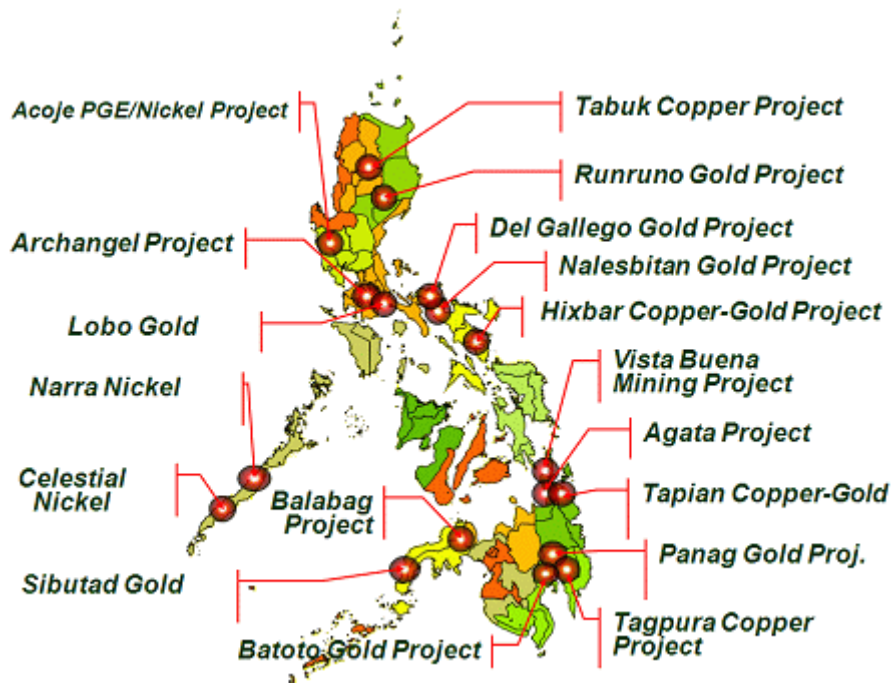 Acoje PGE/Nickel Project
Tabuk Copper Project
Runruno Gold Project
Del Gallego Gold Project
Archangel Project
Nalesbitan Gold Project
Lobo Gold
Hixbar Copper-Gold Project
Narra Nickel
Vista Buena
Mining Project
Agata Project
Celestial
Nickel
Balabag
Project
Tapian Copper-Gold
Panag Gold Proj.
Sibutad Gold
Batoto Gold Project
Tagpura Copper
Project